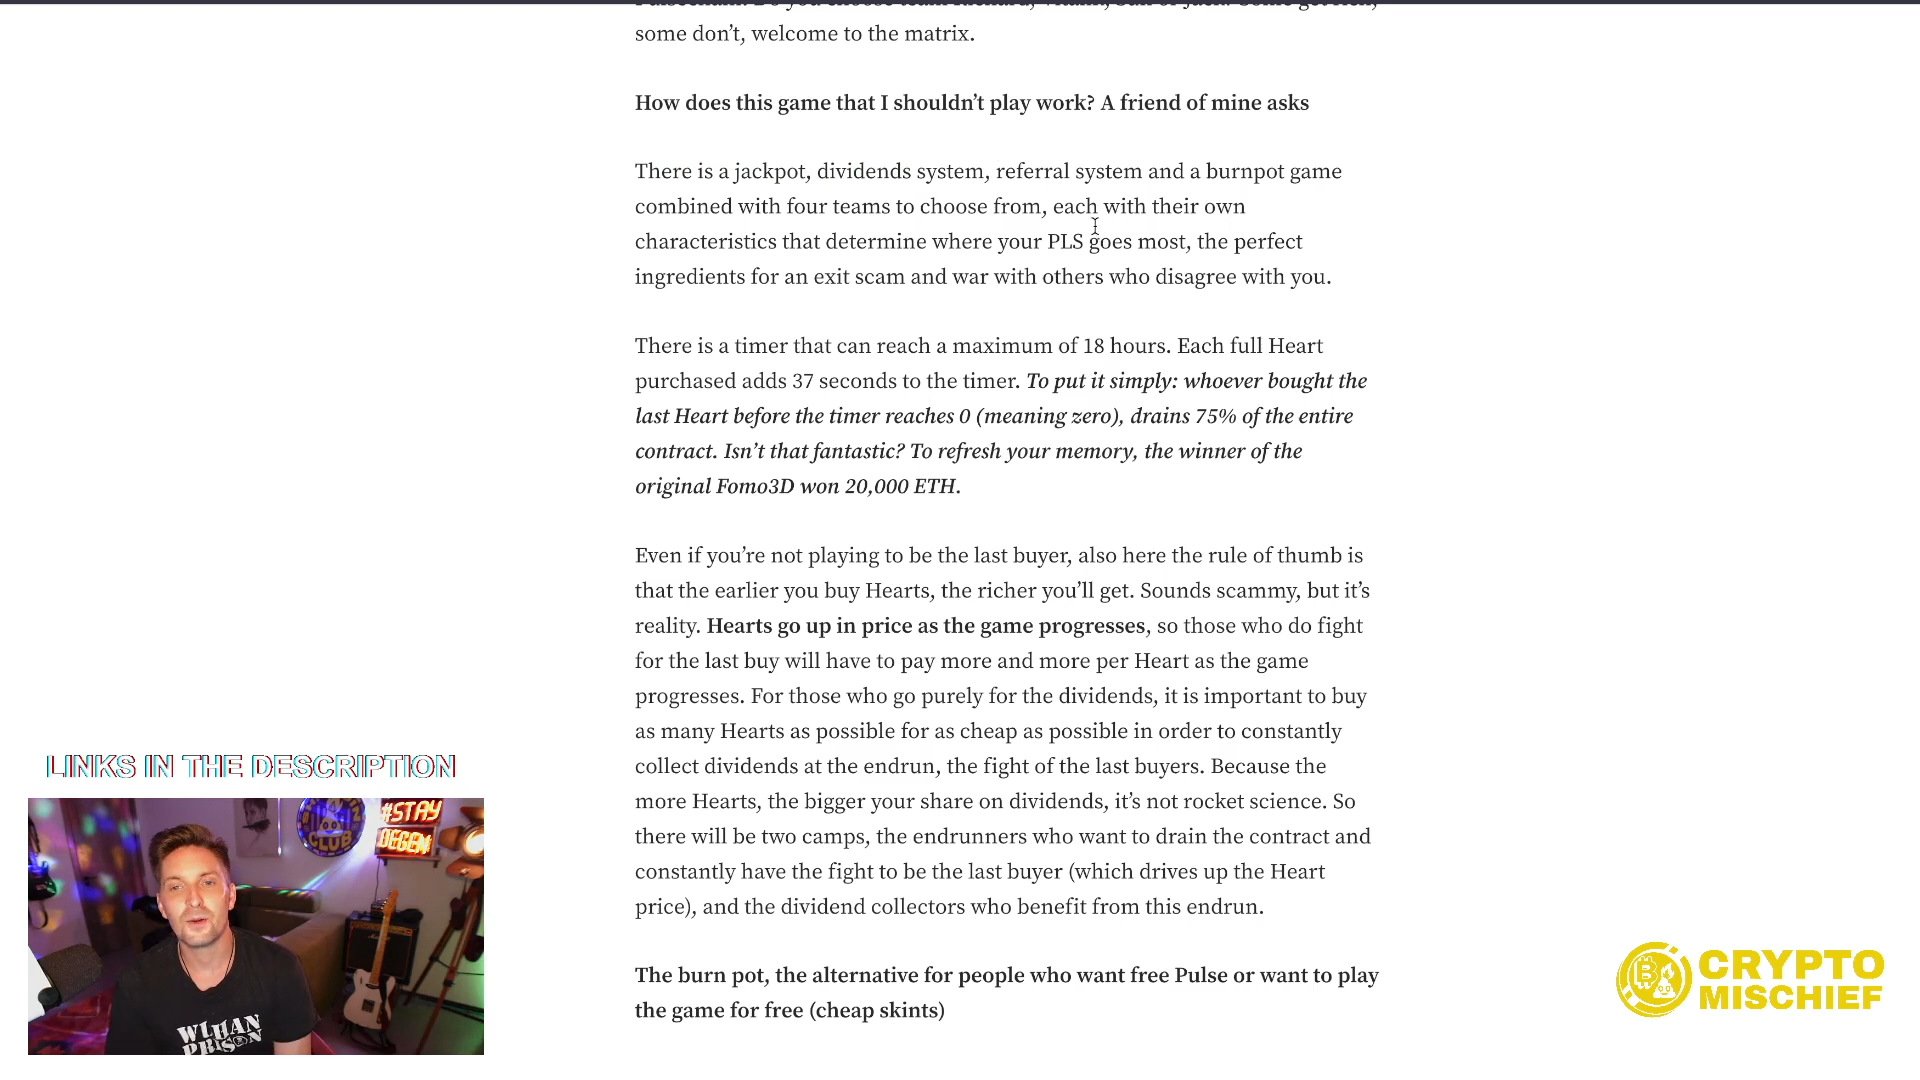 some don’t, welcome to the matrix.
How does this game that I shouldn’t play work? A friend of mine asks
There is a jackpot, dividends system, referral system and a burnpot game
combined with four teams to choose from, each with their own
characteristics that determine where your PLS goes most, the perfect
ingredients for an exit scam and war with others who disagree with you.
There is a timer that can reach a maximum of 18 hours. Each full Heart
purchased adds 37 seconds to the timer. To put it simply: whoever bought the
last Heart before the timer reaches 0 (meaning zero), drains 75% of the entire
contract. Isn’t that fantastic? To refresh your memory, the winner of the
original Fomo3D won 20,000 ETH.
Even if you’re not playing to be the last buyer, also here the rule of thumb is
that the earlier you buy Hearts, the richer you’ll get. Sounds scammy, but it’s
reality. Hearts go up in price as the game progresses, so those who do fight
for the last buy will have to pay more and more per Heart as the game
progresses. For those who go purely for the dividends, it is important to buy
as many Hearts as possible for as cheap as possible in order to constantly
collect dividends at the endrun, the fight of the last buyers. Because the
more Hearts, the bigger your share on dividends, it’s not rocket science. So
there will be two camps, the endrunners who want to drain the contract and
constantly have the fight to be the last buyer (which drives up the Heart
price), and the dividend collectors who benefit from this endrun.
The burn pot, the alternative for people who want free Pulse or want to play
the game for free (cheap skints)
LINKS IN THE DESCRIPTION
#STAY
DEGEN
CLUB
WUHAN
PRISON
CRYPTO
MISCHIEF